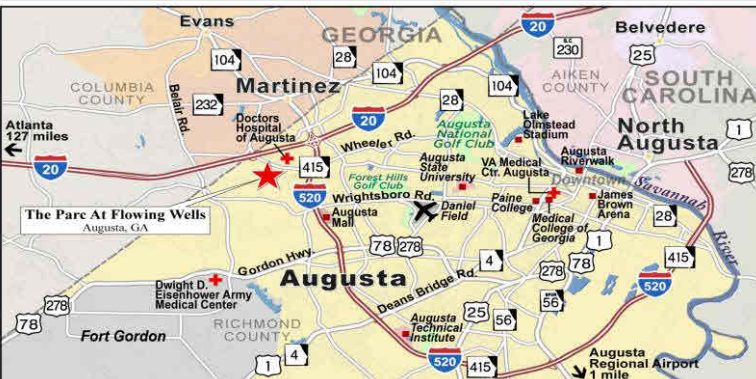 Evans
20
GEORGIA
S.C.
230
Belvedere
104
28
25
104
COLUMBIA
COUNTY
Martinez
104
AIKEN
COUNTY
SOUTH
CAROLINA
232
Belair Rd.
28
Lake
Olmstead
Stadium
Atlanta
127 miles
Doctors
Hospital
of Augusta
20
Augusta
National
Golf Club
North
Augusta
1
Wheeler Rd.
20
415
Augusta
State
University
VA Medical
Ctr. Augusta
Augusta
Riverwalk
25
278
Forest Hills
Golf Club
Downtown
Savannah
River
520
Wrightsboro Rd.
The Parc At Flowing Wells
Augusta, GA
Augusta
Mall
Daniel
Field
Paine
College
Medical
College of
Georgia
James
Brown
Arena
28
78
278
1
415
Gordon Hwy.
4
278
78
Augusta
Dwight D.
Eisenhower Army
Medical Center
Deans Bridge Rd.
520
278
56
78
Fort Gordon
RICHMOND
COUNTY
25
56
Augusta
Technical
Institute
1
4
520
415
Augusta
Regional Airport
1 mile